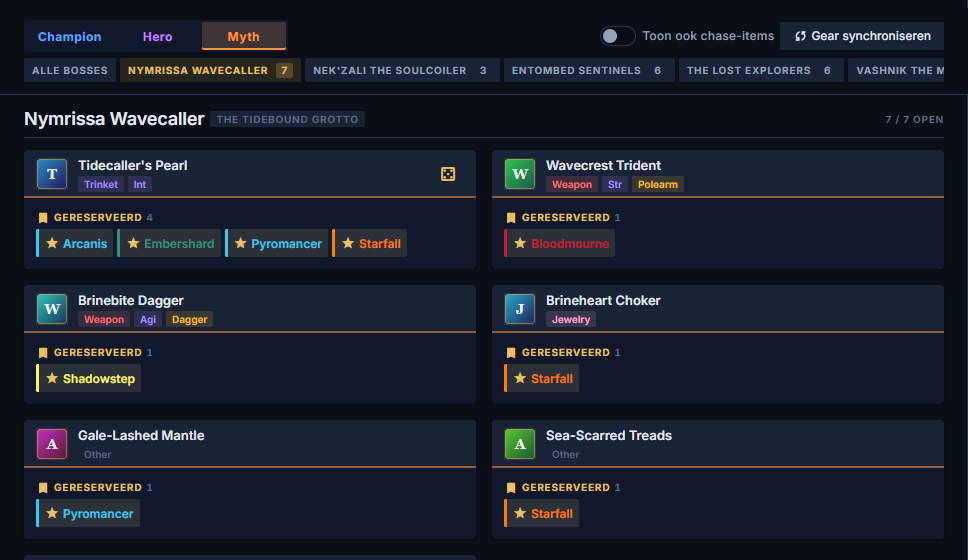 Champion Hero Myth Toon ook chase-items Gear synchroniseren
ALLE BOSSES NYMRISSA WAVECALLER 7 NEK'ZALI THE SOULCOILER 3 ENTOMBED SENTINELS 6 THE LOST EXPLORERS 6 VASHNIK THE M
Nymrissa Wavecaller THE TIDEBOUND GROTTO 7 / 7 OPEN
T Tidecaller's Pearl
Trinket Int
GERESERVEERD 4
Arcanis Embershard Pyromancer Starfall
W Wavecrest Trident
Weapon Str Polearm
GERESERVEERD 1
Bloodmourne
W Brinebite Dagger
Weapon Agi Dagger
GERESERVEERD 1
Shadowstep
J Brineheart Choker
Jewelry
GERESERVEERD 1
Starfall
A Gale-Lashed Mantle
Other
GERESERVEERD 1
Pyromancer
A Sea-Scarred Treads
Other
GERESERVEERD 1
Starfall